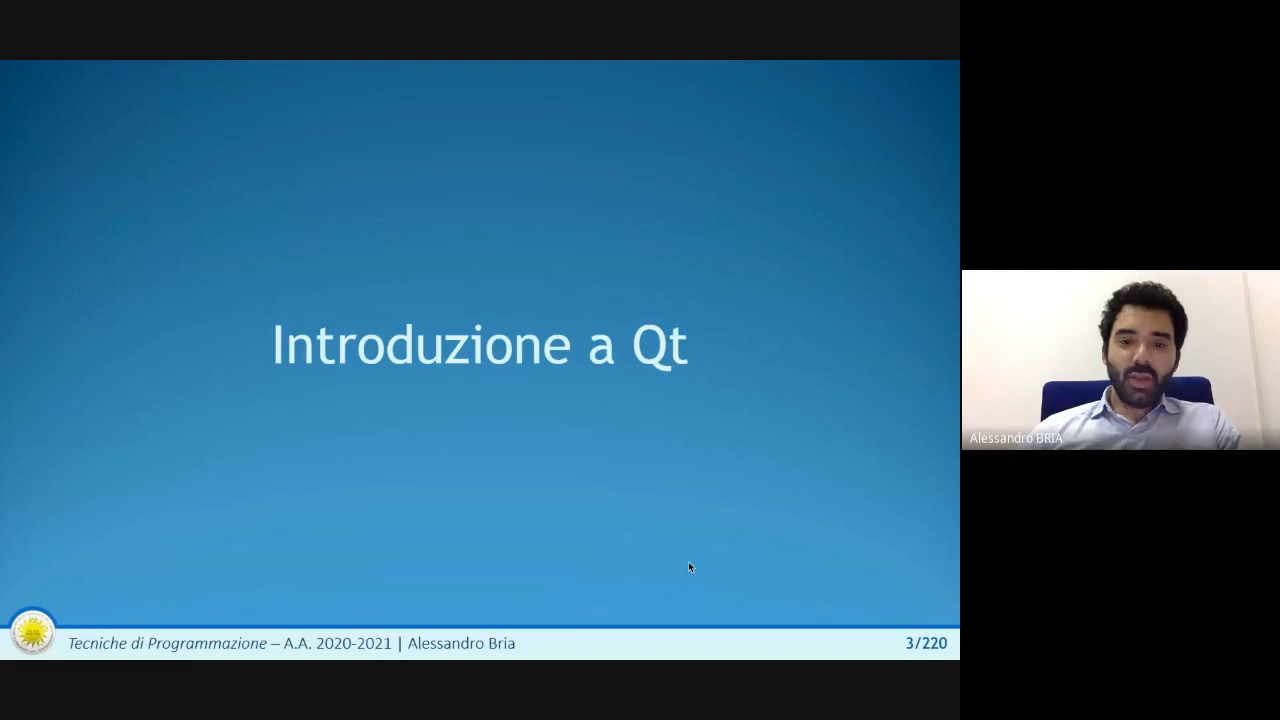 Introduzione a Qt
Alessandro BRIA
Tecniche di Programmazione – A.A. 2020-2021 | Alessandro Bria
3/220